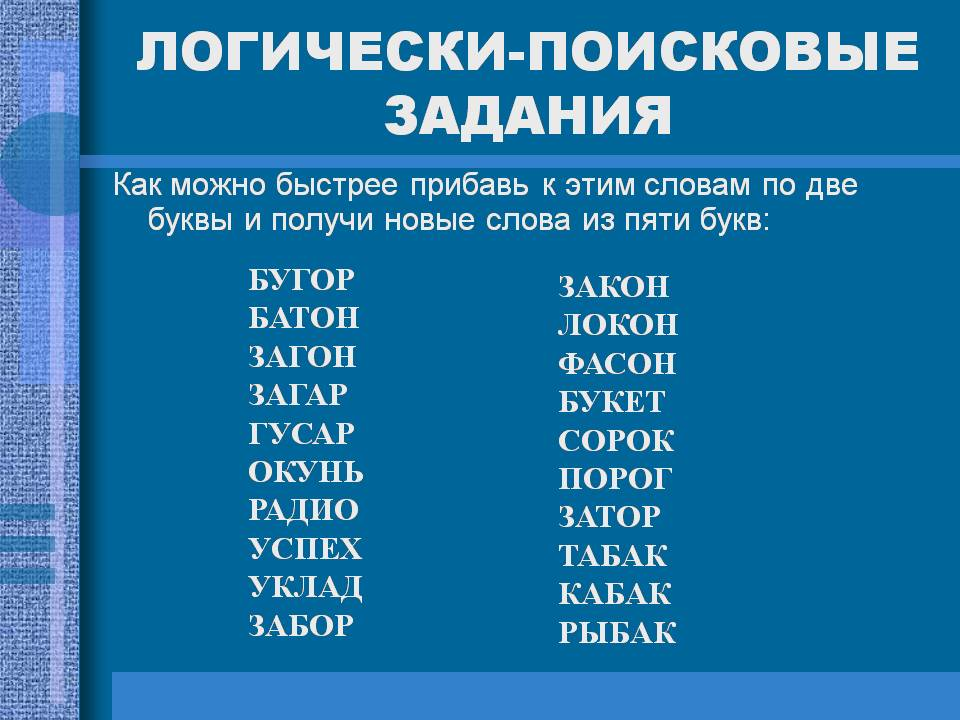 ЛОГИЧЕСКИ-ПОИСКОВЫЕ
ЗАДАНИЯ
Как можно быстрее прибавь к этим словам по две
буквы и получи новые слова из пяти букв:
БУГОР
БАТОН
ЗАГОН
ЗАГАР
ГУСАР
ОКУНЬ
РАДИО
УСПЕХ
УКЛАД
ЗАБОР
ЗАКОН
ЛОКОН
ФАСОН
БУКЕТ
СОРОК
ПОРОГ
ЗАТОР
ТАБАК
КАБАК
РЫБАК